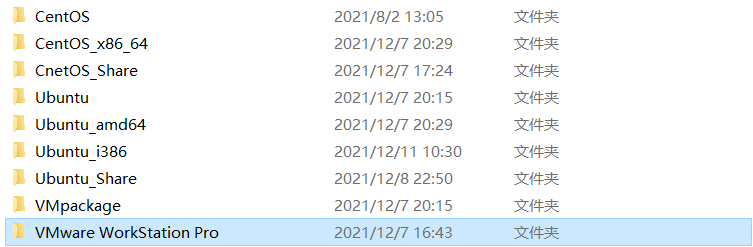 CentOS 2021/8/2 13:05 文件夹
CentOS_x86_64 2021/12/7 20:29 文件夹
CnetOS_Share 2021/12/7 17:24 文件夹
Ubuntu 2021/12/7 20:15 文件夹
Ubuntu_amd64 2021/12/7 20:29 文件夹
Ubuntu_i386 2021/12/11 10:30 文件夹
Ubuntu_Share 2021/12/8 22:50 文件夹
VMpackage 2021/12/7 20:15 文件夹
VMware WorkStation Pro 2021/12/7 16:43 文件夹